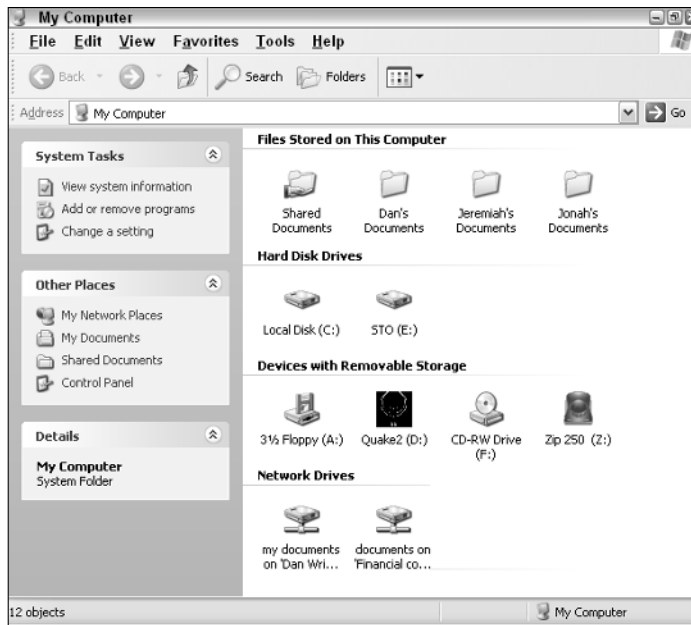 My Computer
File Edit View Favorites Tools Help
Back Search Folders
Address My Computer Go
System Tasks
View system information
Add or remove programs
Change a setting
Other Places
My Network Places
My Documents
Shared Documents
Control Panel
Details
My Computer
System Folder
Files Stored on This Computer
Shared
Documents
Dan's
Documents
Jeremiah's
Documents
Jonah's
Documents
Hard Disk Drives
Local Disk (C:)
STO (E:)
Devices with Removable Storage
3½ Floppy (A:)
Quake2 (D:)
CD-RW Drive
(F:)
Zip 250 (Z:)
Network Drives
my documents
on 'Dan Wri...
documents on
'Financial co...
12 objects
My Computer